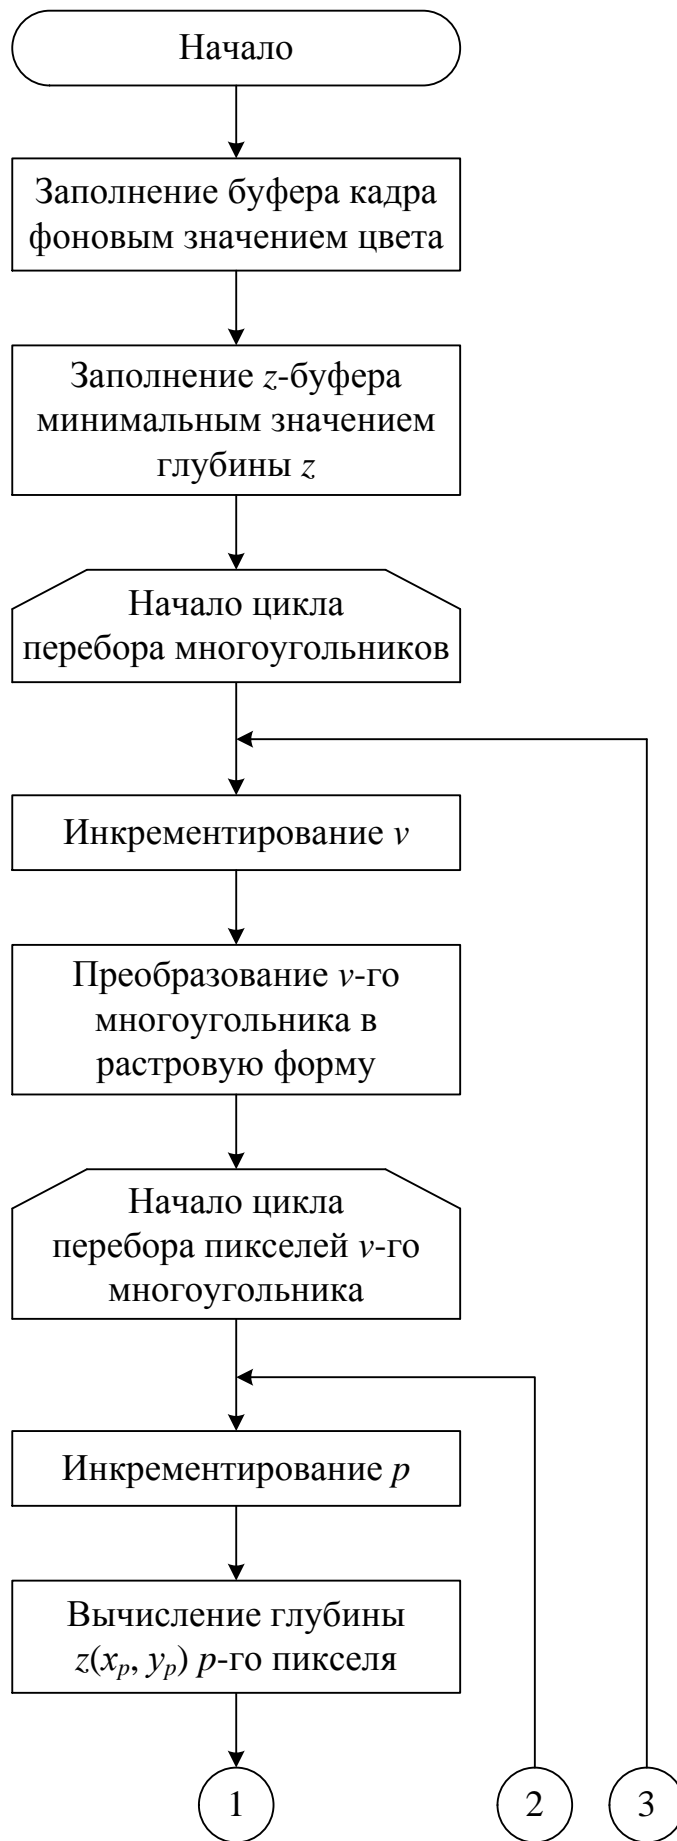 Начало
Заполнение буфера кадра
фоновым значением цвета
Заполнение z-буфера
минимальным значением
глубины z
Начало цикла
перебора многоугольников
Инкрементирование v
Преобразование v-го
многоугольника в
растровую форму
Начало цикла
перебора пикселей v-го
многоугольника
Инкрементирование p
Вычисление глубины
z(xₚ, yₚ) p-го пикселя
1
2
3